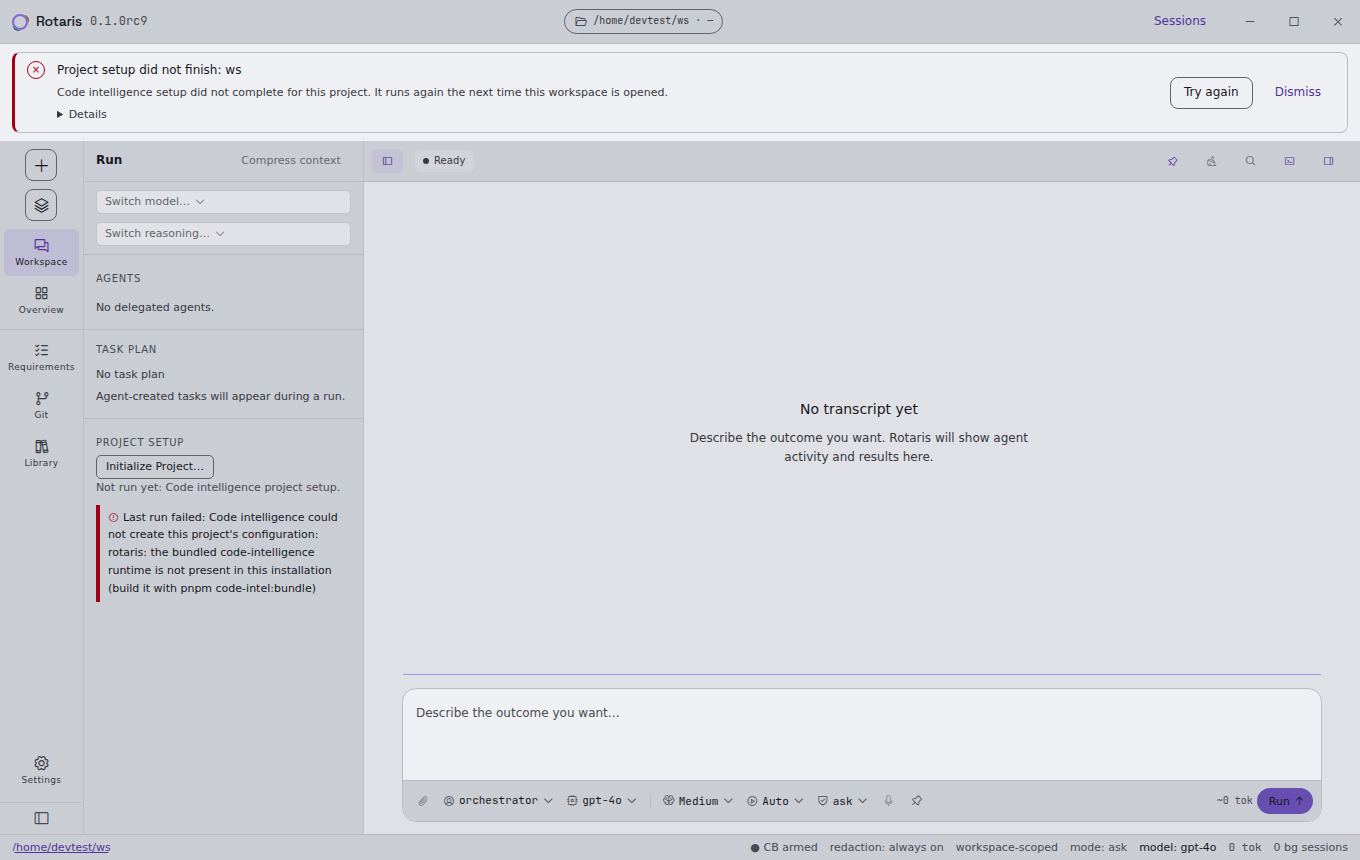 Rotaris 0.1.0rc9
/home/devtest/ws · —
Sessions
Project setup did not finish: ws
Code intelligence setup did not complete for this project. It runs again the next time this workspace is opened.
Details
Try again
Dismiss
Run
Compress context
Ready
Switch model…
Switch reasoning…
Workspace
Overview
Requirements
Git
Library
AGENTS
No delegated agents.
TASK PLAN
No task plan
Agent-created tasks will appear during a run.
PROJECT SETUP
Initialize Project…
Not run yet: Code intelligence project setup.
Last run failed: Code intelligence could
not create this project's configuration:
rotaris: the bundled code-intelligence
runtime is not present in this installation
(build it with pnpm code-intel:bundle)
No transcript yet
Describe the outcome you want. Rotaris will show agent
activity and results here.
Describe the outcome you want…
orchestrator
gpt-4o
Medium
Auto
ask
~0 tok
Run
Settings
/home/devtest/ws
CB armed
redaction: always on
workspace-scoped
mode: ask
model: gpt-4o
0 tok
0 bg sessions